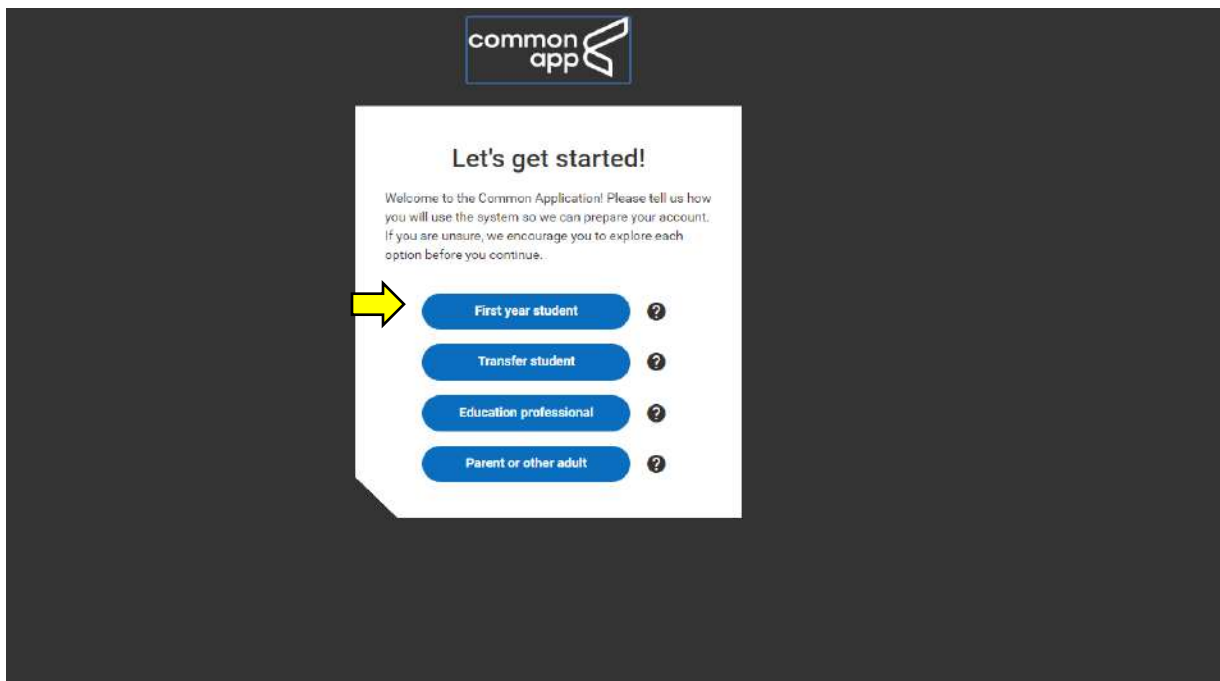 common
app
Let's get started!
Welcome to the Common Application! Please tell us how
you will use the system so we can prepare your account.
If you are unsure, we encourage you to explore each
option before you continue.
First year student ?
Transfer student ?
Education professional ?
Parent or other adult ?